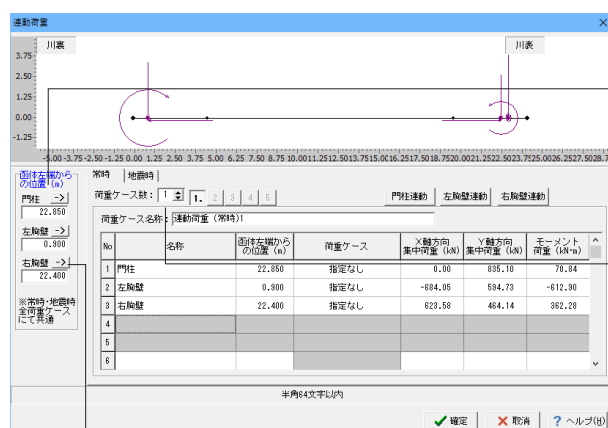 連動荷重
川裏 川表
3.75
2.50
1.25
0.00
-1.25
-5.00 -3.75 -2.50 -1.25 0.00 1.25 2.50 3.75 5.00 6.25 7.50 8.75 10.00 11.25 12.50 13.75 15.00 16.25 17.50 18.75 20.00 21.25 22.50 23.75 25.00 26.25 27.50 28.7
函体左端から
の位置(m)
門柱 ->
22.850
左胸壁 ->
0.900
右胸壁 ->
22.400
※常時・地震時
全荷重ケース
にて共通
常時 地震時
荷重ケース数: 1 1. 2 3 4 5 門柱連動 左胸壁連動 右胸壁連動
荷重ケース名称: 連動荷重(常時)1
No 名称 函体左端からの位置(m) 荷重ケース X軸方向集中荷重(kN) Y軸方向集中荷重(kN) モーメント荷重(kN・m)
1 門柱 22.850 指定なし 0.00 835.10 70.84
2 左胸壁 0.900 指定なし -684.05 594.73 -612.90
3 右胸壁 22.400 指定なし 623.58 464.14 362.28
4
5
6
半角64文字以内
確定 取消 ? ヘルプ(H)